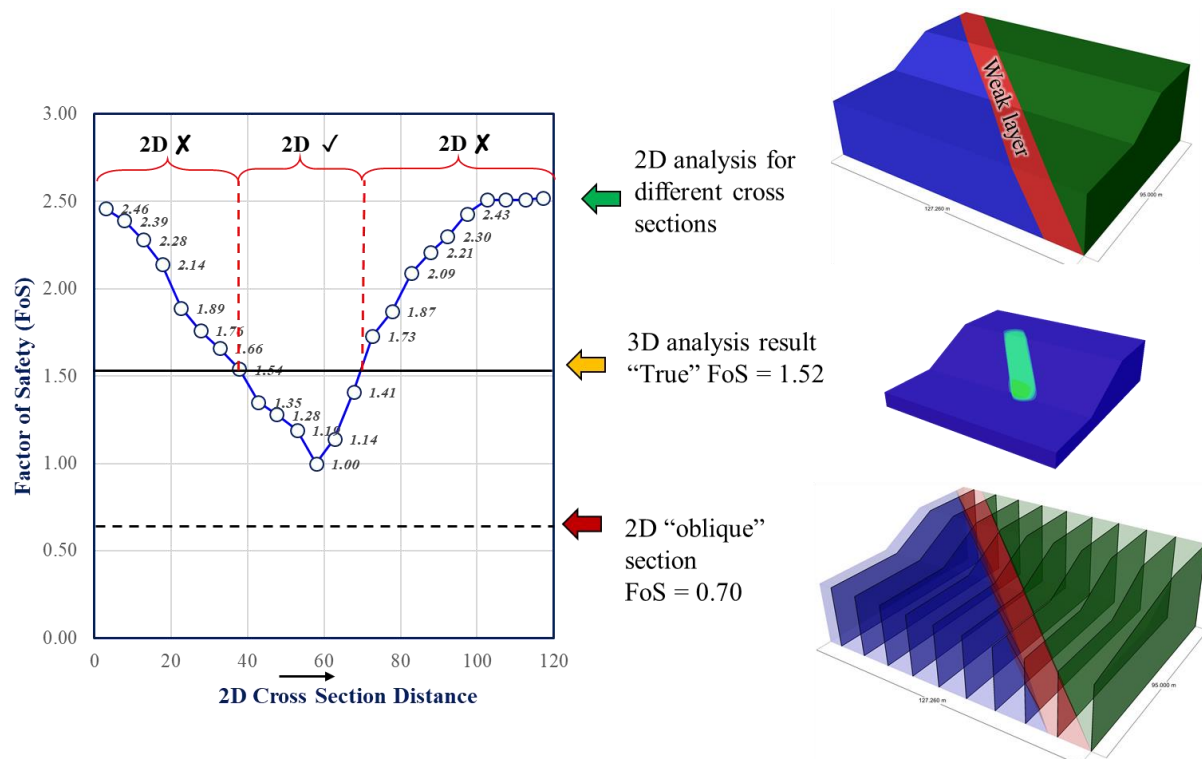 3.00
2.50
2.00
1.50
1.00
0.50
0.00
Factor of Safety (FoS)
2D ✗
2D ✓
2D ✗
2.46
2.39
2.28
2.14
1.89
1.76
1.66
1.54
1.35
1.28
1.19
1.00
1.14
1.41
1.73
1.87
2.09
2.21
2.30
2.43
0
20
40
60
80
100
120
2D Cross Section Distance
2D analysis for
different cross
sections
3D analysis result
“True” FoS = 1.52
2D “oblique”
section
FoS = 0.70
Weak layer
127.260 m
95.000 m
127.260 m
95.000 m